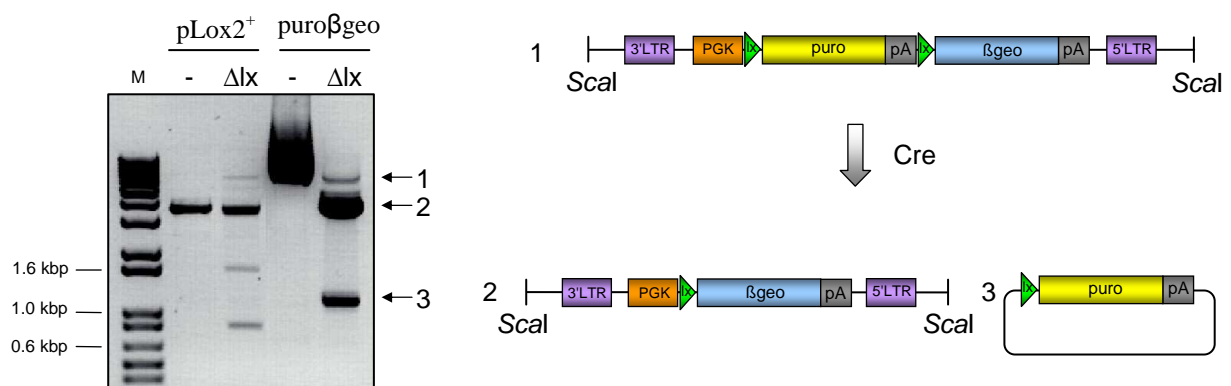 pLox2⁺ puroβgeo
M - Δlx - Δlx
1
2
1.6 kbp
3
1.0 kbp
0.6 kbp
1 3'LTR PGK lx puro pA lx ßgeo pA 5'LTR
ScaI ScaI
Cre
2 3'LTR PGK lx ßgeo pA 5'LTR
ScaI ScaI
3 lx puro pA